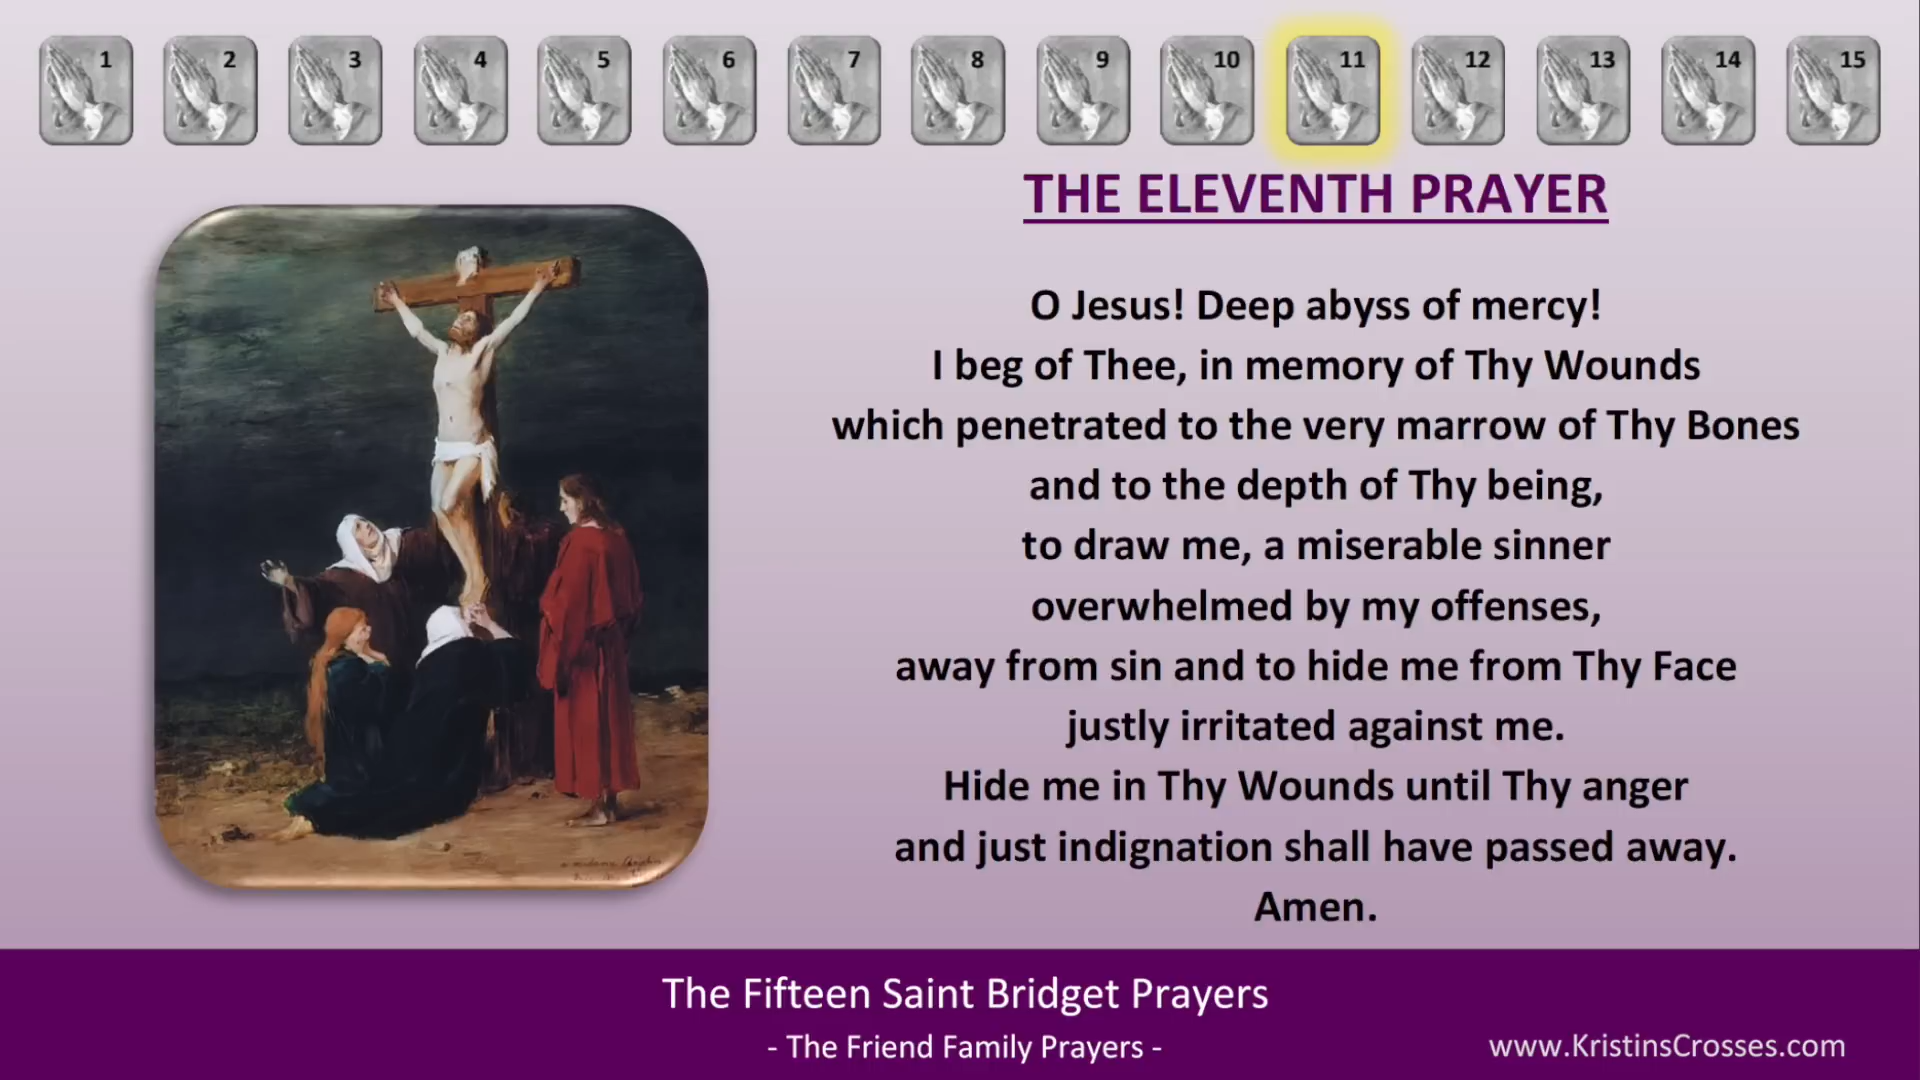 1 2 3 4 5 6 7 8 9 10 11 12 13 14 15
THE ELEVENTH PRAYER
O Jesus! Deep abyss of mercy!
I beg of Thee, in memory of Thy Wounds
which penetrated to the very marrow of Thy Bones
and to the depth of Thy being,
to draw me, a miserable sinner
overwhelmed by my offenses,
away from sin and to hide me from Thy Face
justly irritated against me.
Hide me in Thy Wounds until Thy anger
and just indignation shall have passed away.
Amen.
The Fifteen Saint Bridget Prayers
- The Friend Family Prayers -
www.KristinsCrosses.com